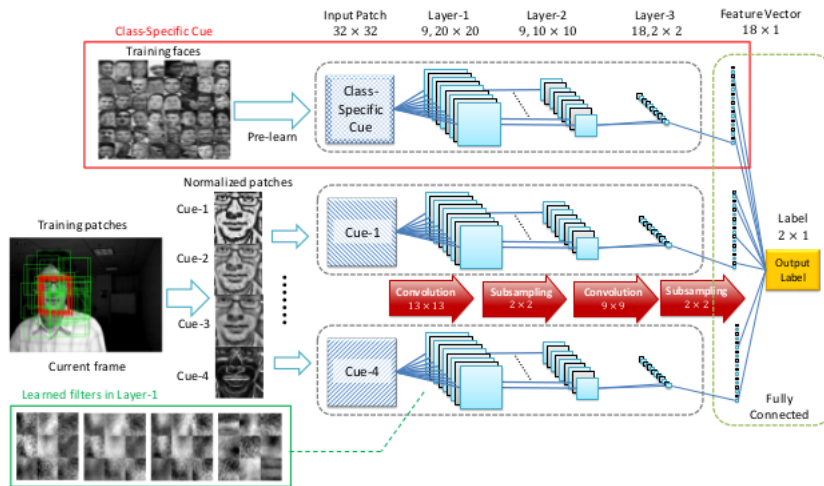 Class-Specific Cue
Input Patch
32 × 32
Layer-1
9, 20 × 20
Layer-2
9, 10 × 10
Layer-3
18, 2 × 2
Feature Vector
18 × 1
Training faces
Pre-learn
Class-
Specific
Cue
Normalized patches
Cue-1
Cue-2
Cue-3
Cue-4
Training patches
Current frame
Cue-1
Convolution
13 × 13
Subsampling
2 × 2
Convolution
9 × 9
Subsampling
2 × 2
Cue-4
Label
2 × 1
Output
Label
Fully
Connected
Learned filters in Layer-1